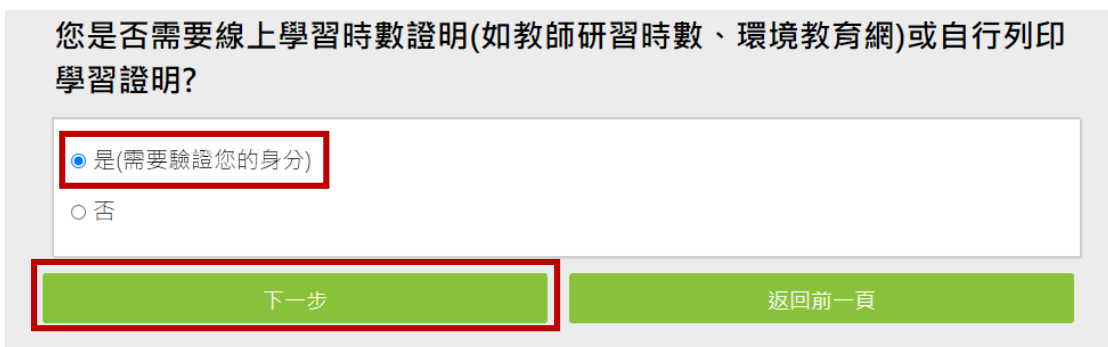 您是否需要線上學習時數證明(如教師研習時數、環境教育網)或自行列印
學習證明?
是(需要驗證您的身分)
否
下一步
返回前一頁